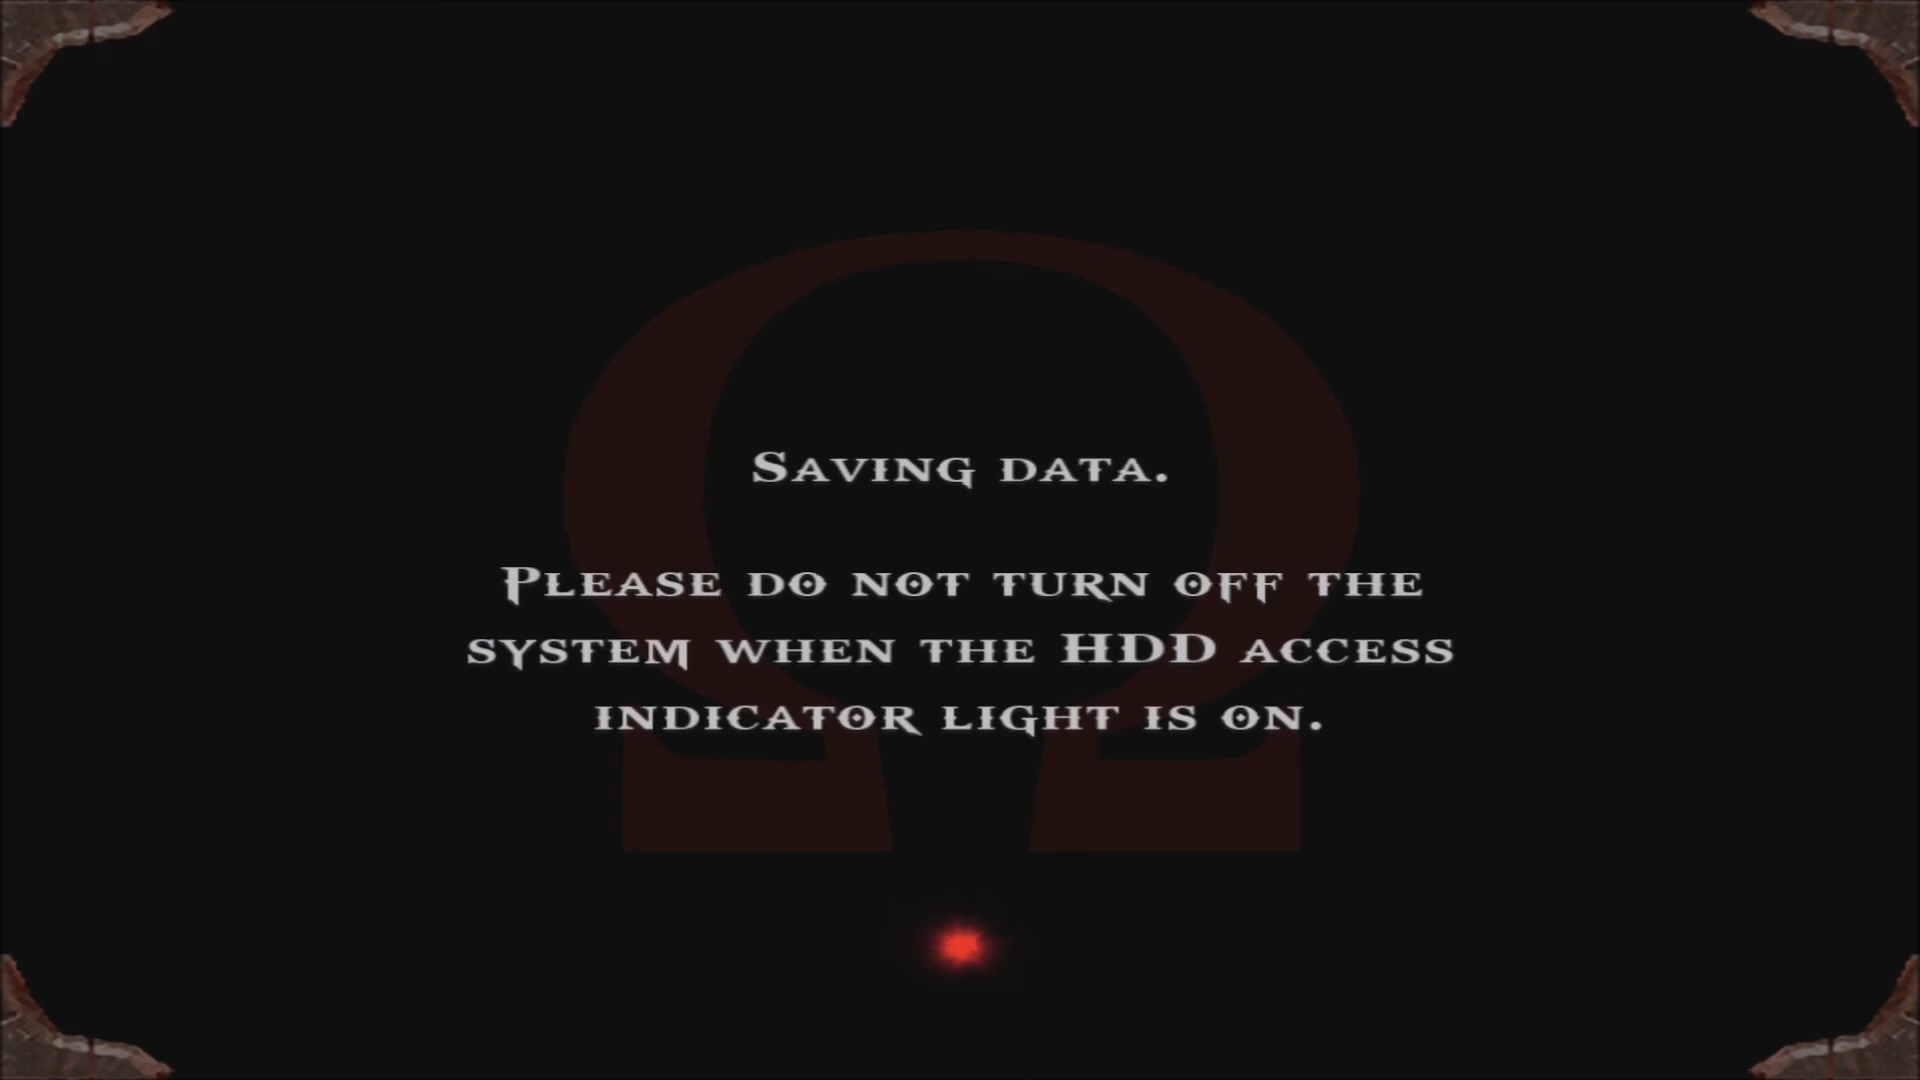 Saving data.
Please do not turn off the
system when the HDD access
indicator light is on.